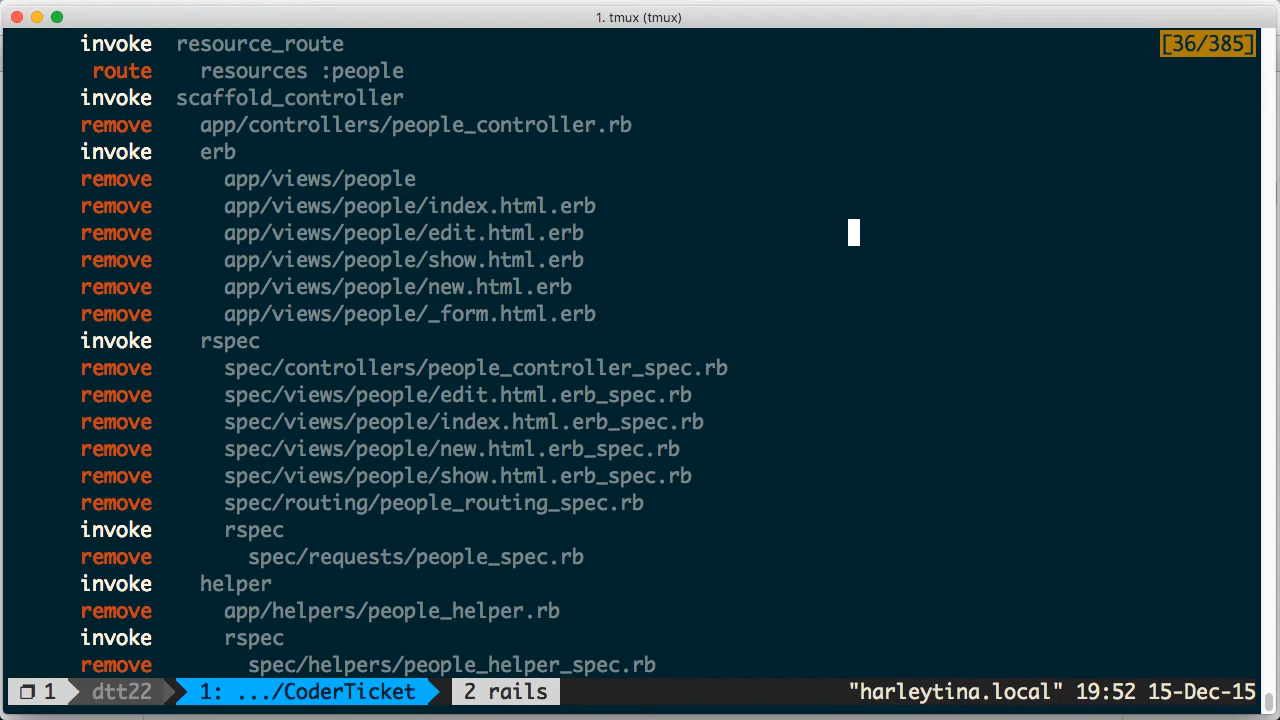 1. tmux (tmux)
invoke resource_route [36/385]
route resources :people
invoke scaffold_controller
remove app/controllers/people_controller.rb
invoke erb
remove app/views/people
remove app/views/people/index.html.erb
remove app/views/people/edit.html.erb
remove app/views/people/show.html.erb
remove app/views/people/new.html.erb
remove app/views/people/_form.html.erb
invoke rspec
remove spec/controllers/people_controller_spec.rb
remove spec/views/people/edit.html.erb_spec.rb
remove spec/views/people/index.html.erb_spec.rb
remove spec/views/people/new.html.erb_spec.rb
remove spec/views/people/show.html.erb_spec.rb
remove spec/routing/people_routing_spec.rb
invoke rspec
remove spec/requests/people_spec.rb
invoke helper
remove app/helpers/people_helper.rb
invoke rspec
remove spec/helpers/people_helper_spec.rb
1 dtt22 1: .../CoderTicket 2 rails "harleytina.local" 19:52 15-Dec-15